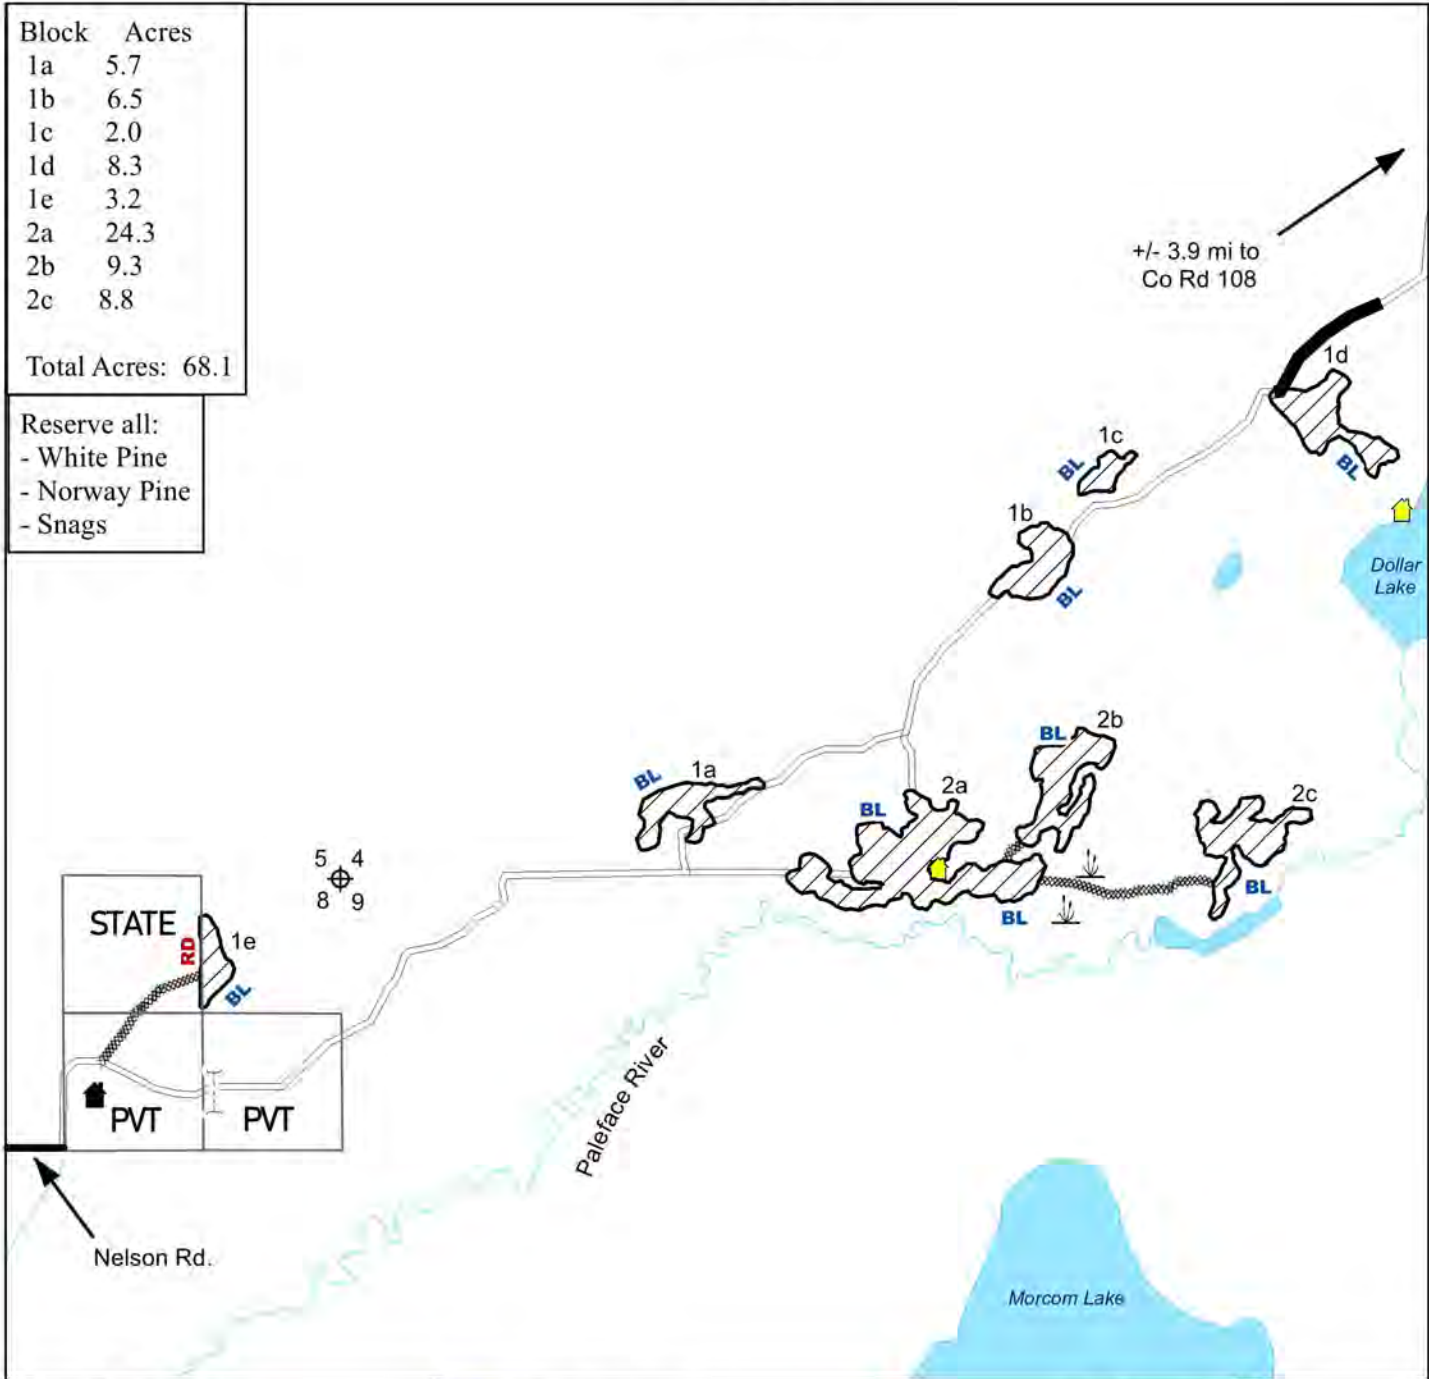 Block Acres
1a 5.7
1b 6.5
1c 2.0
1d 8.3
1e 3.2
2a 24.3
2b 9.3
2c 8.8
Total Acres: 68.1
Reserve all:
- White Pine
- Norway Pine
- Snags
+/- 3.9 mi to
Co Rd 108
1d
BL
1c
BL
1b
BL
Dollar
Lake
2b
BL
1a
BL
2a
BL
BL
2c
BL
5 4
8 9
STATE
RD
1e
BL
PVT
PVT
Paleface River
Nelson Rd.
Morcom Lake